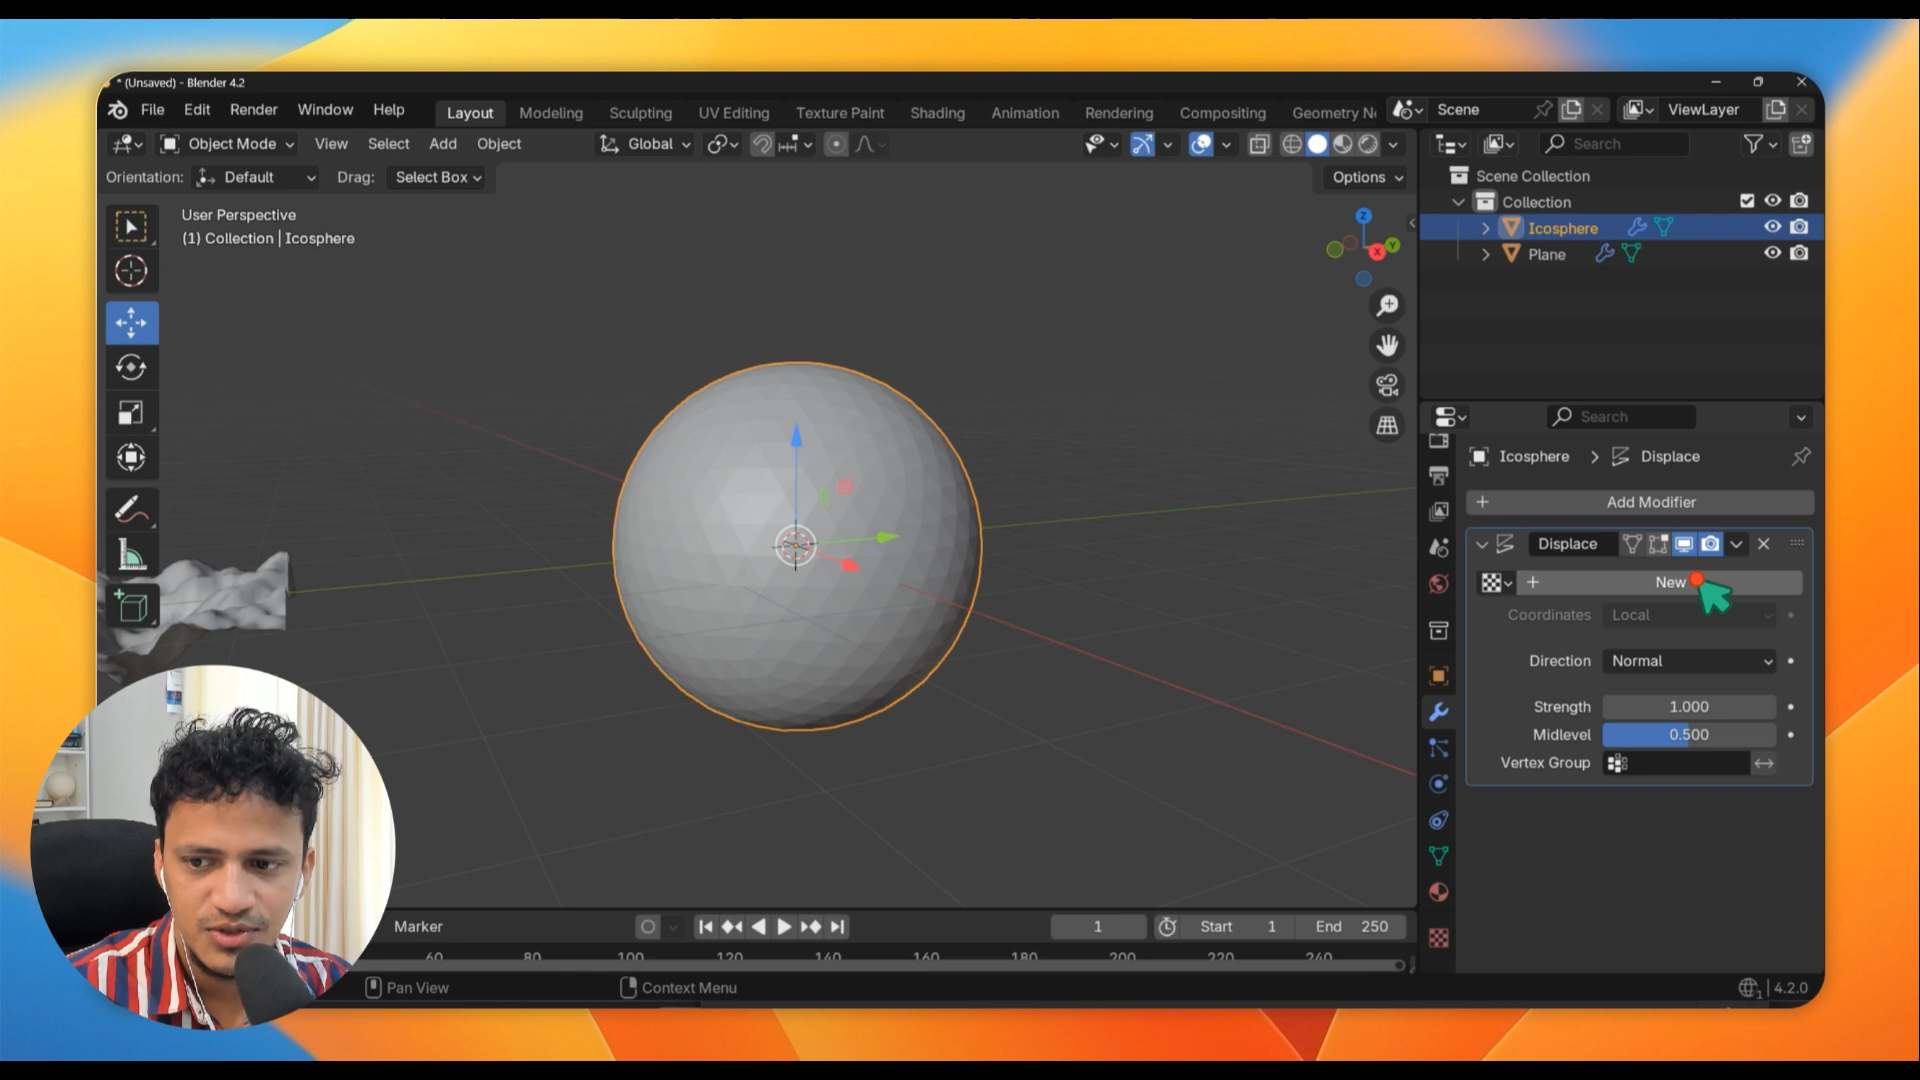 * (Unsaved) - Blender 4.2
File Edit Render Window Help
Layout Modeling Sculpting UV Editing Texture Paint Shading Animation Rendering Compositing Geometry N
Scene
ViewLayer
Object Mode View Select Add Object
Global
Search
Orientation: Default Drag: Select Box
Options
User Perspective
(1) Collection | Icosphere
Z
Y
X
Scene Collection
Collection
Icosphere
Plane
Search
Icosphere > Displace
+ Add Modifier
Displace
+ New
Coordinates Local
Direction Normal
Strength 1.000
Midlevel 0.500
Vertex Group
Marker
1
Start 1
End 250
60 80 100 120 140 160 180 200 220 240
Pan View
Context Menu
1 | 4.2.0